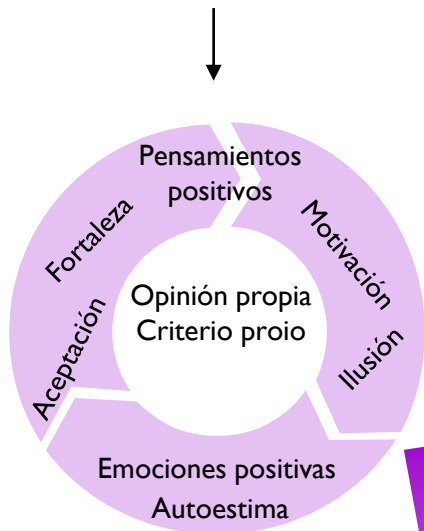 Pensamientos
positivos
Motivación
Ilusión
Emociones positivas
Autoestima
Aceptación
Fortaleza
Opinión propia
Criterio proio